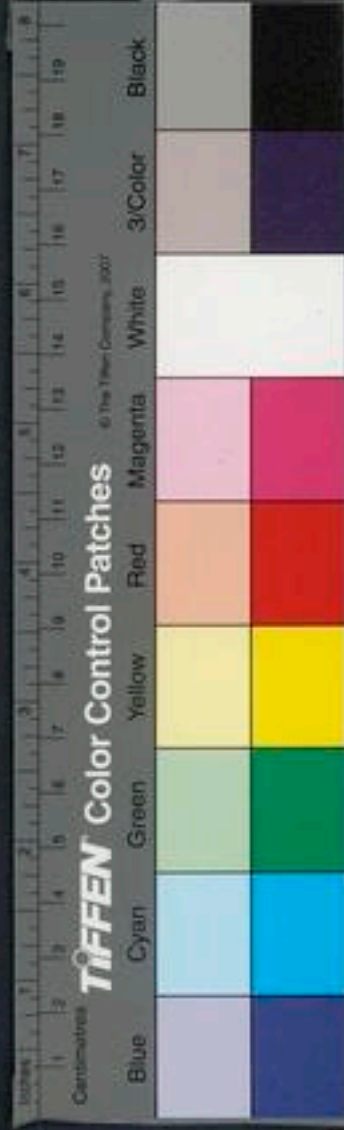 Inches 1 2 3 4 5 6 7 8
Centimetres 1 2 3 4 5 6 7 8 9 10 11 12 13 14 15 16 17 18 19
TIFFEN Color Control Patches © The Tiffen Company, 2007
Blue Cyan Green Yellow Red Magenta White 3/Color Black